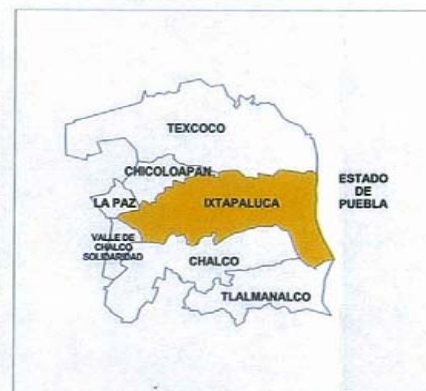 TEXCOCO
CHICOLOAPAN
ESTADO
DE
PUEBLA
LA PAZ
IXTAPALUCA
VALLE DE
CHALCO
SOLIDARIDAD
CHALCO
TLALMANALCO